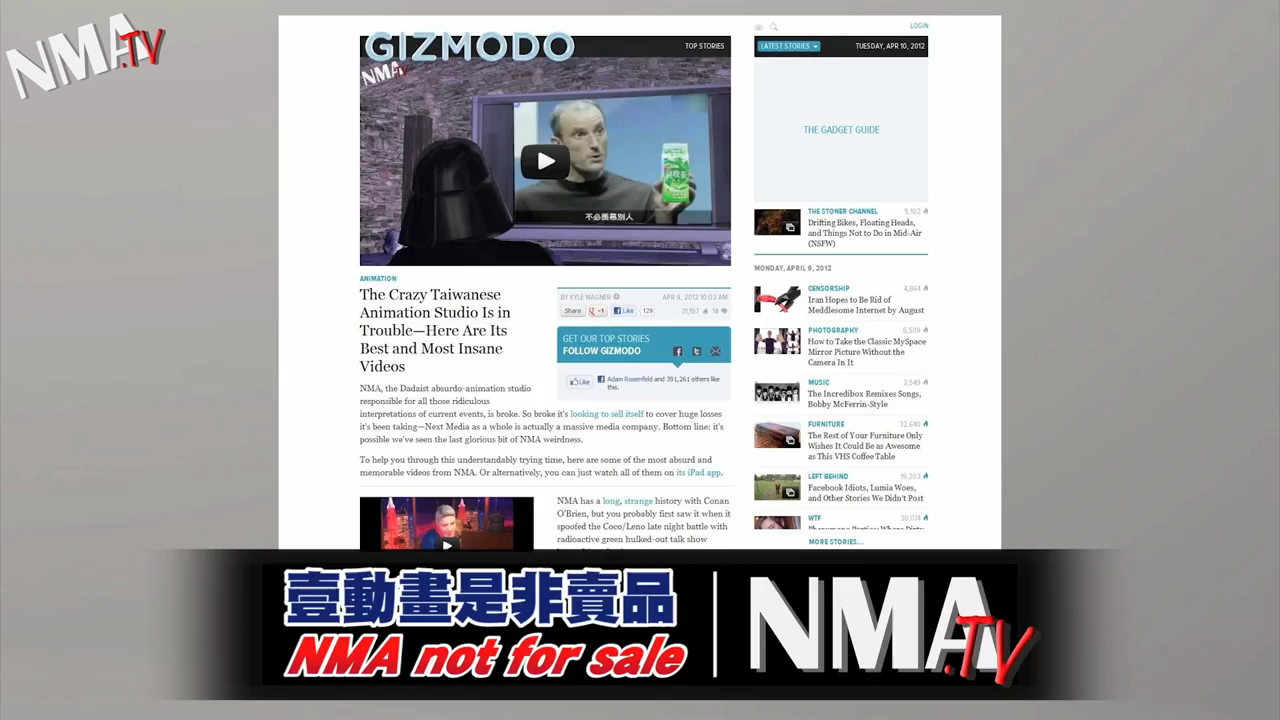 NMA.TV
LOGIN
GIZMODO
TOP STORIES
LATEST STORIES
TUESDAY, APR 10, 2012
NMA.TV
THE GADGET GUIDE
不必羨慕別人
THE STONER CHANNEL 5,102
Drifting Bikes, Floating Heads,
and Things Not to Do in Mid-Air
(NSFW)
MONDAY, APRIL 9, 2012
ANIMATION
The Crazy Taiwanese
Animation Studio Is in
Trouble—Here Are Its
Best and Most Insane
Videos
BY KYLE WAGNER
APR 9, 2012 10:03 AM
Share
+1
Like
129
31,157
14
GET OUR TOP STORIES
FOLLOW GIZMODO
Like
Adam Rosenfeld and 391,261 others like
this.
NMA, the Dadaist absurdo-animation studio
responsible for all those ridiculous
interpretations of current events, is broke. So broke it's looking to sell itself to cover huge losses
it's been taking—Next Media as a whole is actually a massive media company. Bottom line: it's
possible we've seen the last glorious bit of NMA weirdness.
To help you through this understandably trying time, here are some of the most absurd and
memorable videos from NMA. Or alternatively, you can just watch all of them on its iPad app.
NMA has a long, strange history with Conan
O'Brien, but you probably first saw it when it
spoofed the Coco/Leno late night battle with
radioactive green hulked-out talk show
CENSORSHIP 4,864
Iran Hopes to Be Rid of
Meddlesome Internet by August
PHOTOGRAPHY 8,509
How to Take the Classic MySpace
Mirror Picture Without the
Camera In It
MUSIC 2,549
The Incredibox Remixes Songs,
Bobby McFerrin-Style
FURNITURE 32,640
The Rest of Your Furniture Only
Wishes It Could Be as Awesome
as This VHS Coffee Table
LEFT BEHIND 19,203
Facebook Idiots, Lumia Woes,
and Other Stories We Didn't Post
WTF 30,074
MORE STORIES...
壹動畫是非賣品
NMA not for sale
NMA.TV